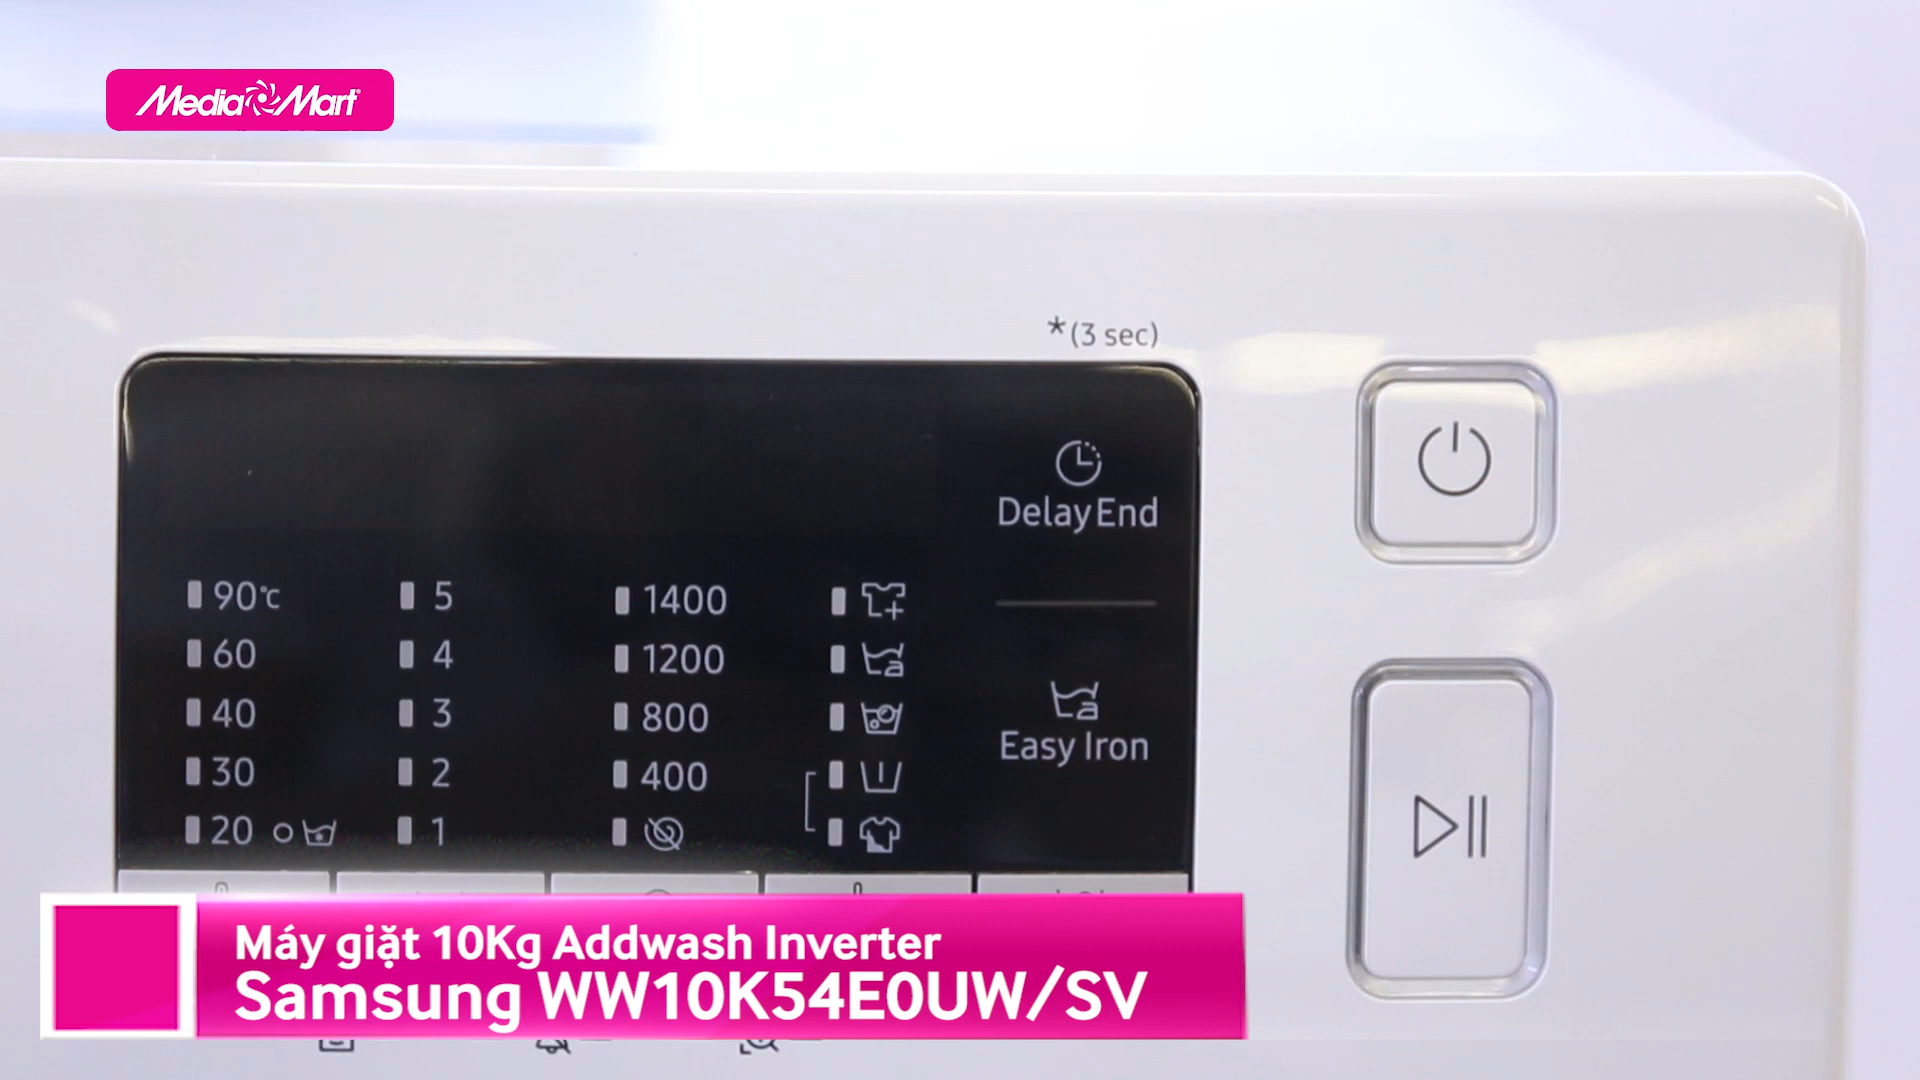 MediaMart
*(3 sec)
Delay End
90°C 5 1400
60 4 1200
40 3 800
Easy Iron
30 2 400
20 1
Máy giặt 10Kg Addwash Inverter
Samsung WW10K54E0UW/SV